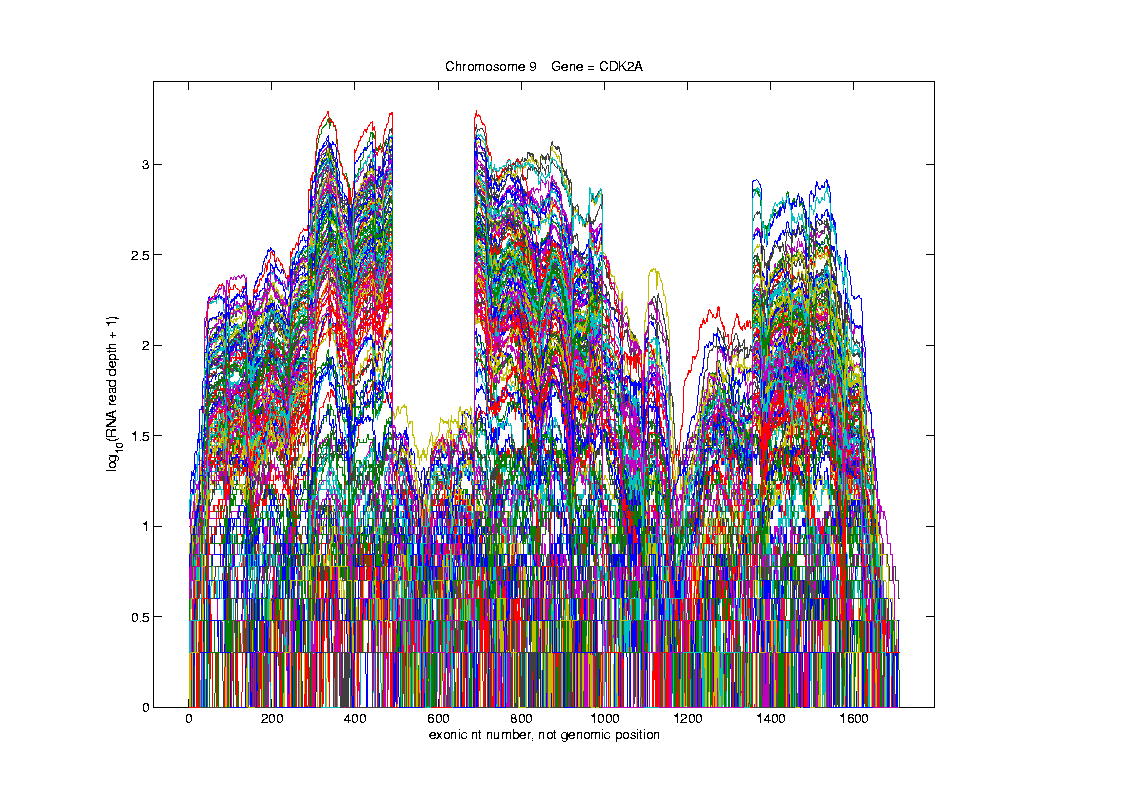 Chromosome 9 Gene = CDK2A
log10(RNA read depth + 1)
3
2.5
2
1.5
1
0.5
0
0 200 400 600 800 1000 1200 1400 1600
exonic nt number, not genomic position